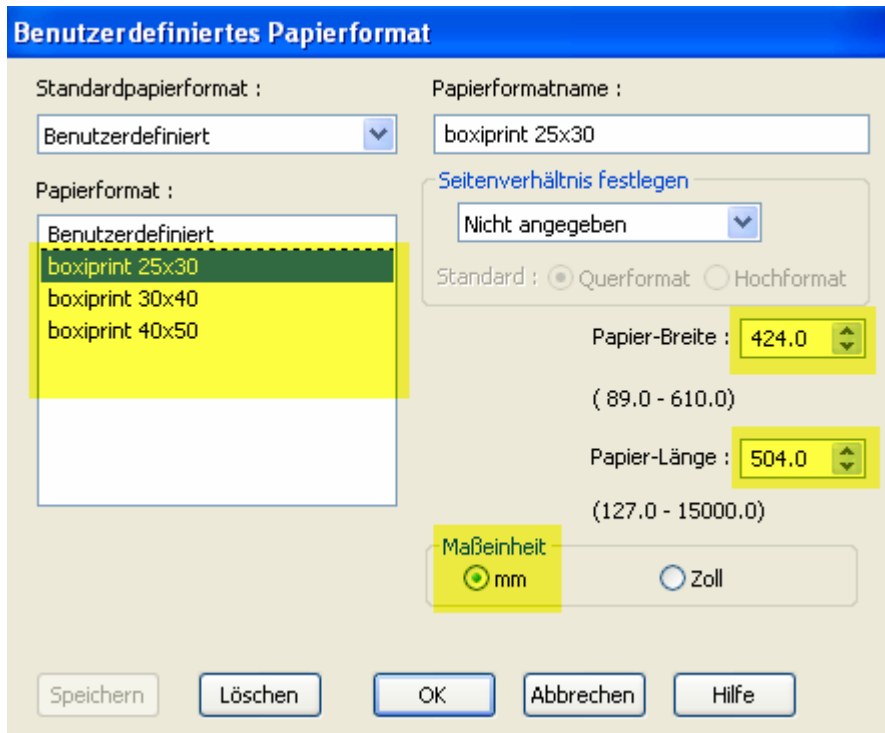 Benutzerdefiniertes Papierformat
Standardpapierformat :
Benutzerdefiniert
Papierformat :
Benutzerdefiniert
boxiprint 25x30
boxiprint 30x40
boxiprint 40x50
Papierformatname :
boxiprint 25x30
Seitenverhältnis festlegen
Nicht angegeben
Standard : Querformat Hochformat
Papier-Breite : 424.0
( 89.0 - 610.0)
Papier-Länge : 504.0
(127.0 - 15000.0)
Maßeinheit
mm Zoll
Speichern Löschen OK Abbrechen Hilfe